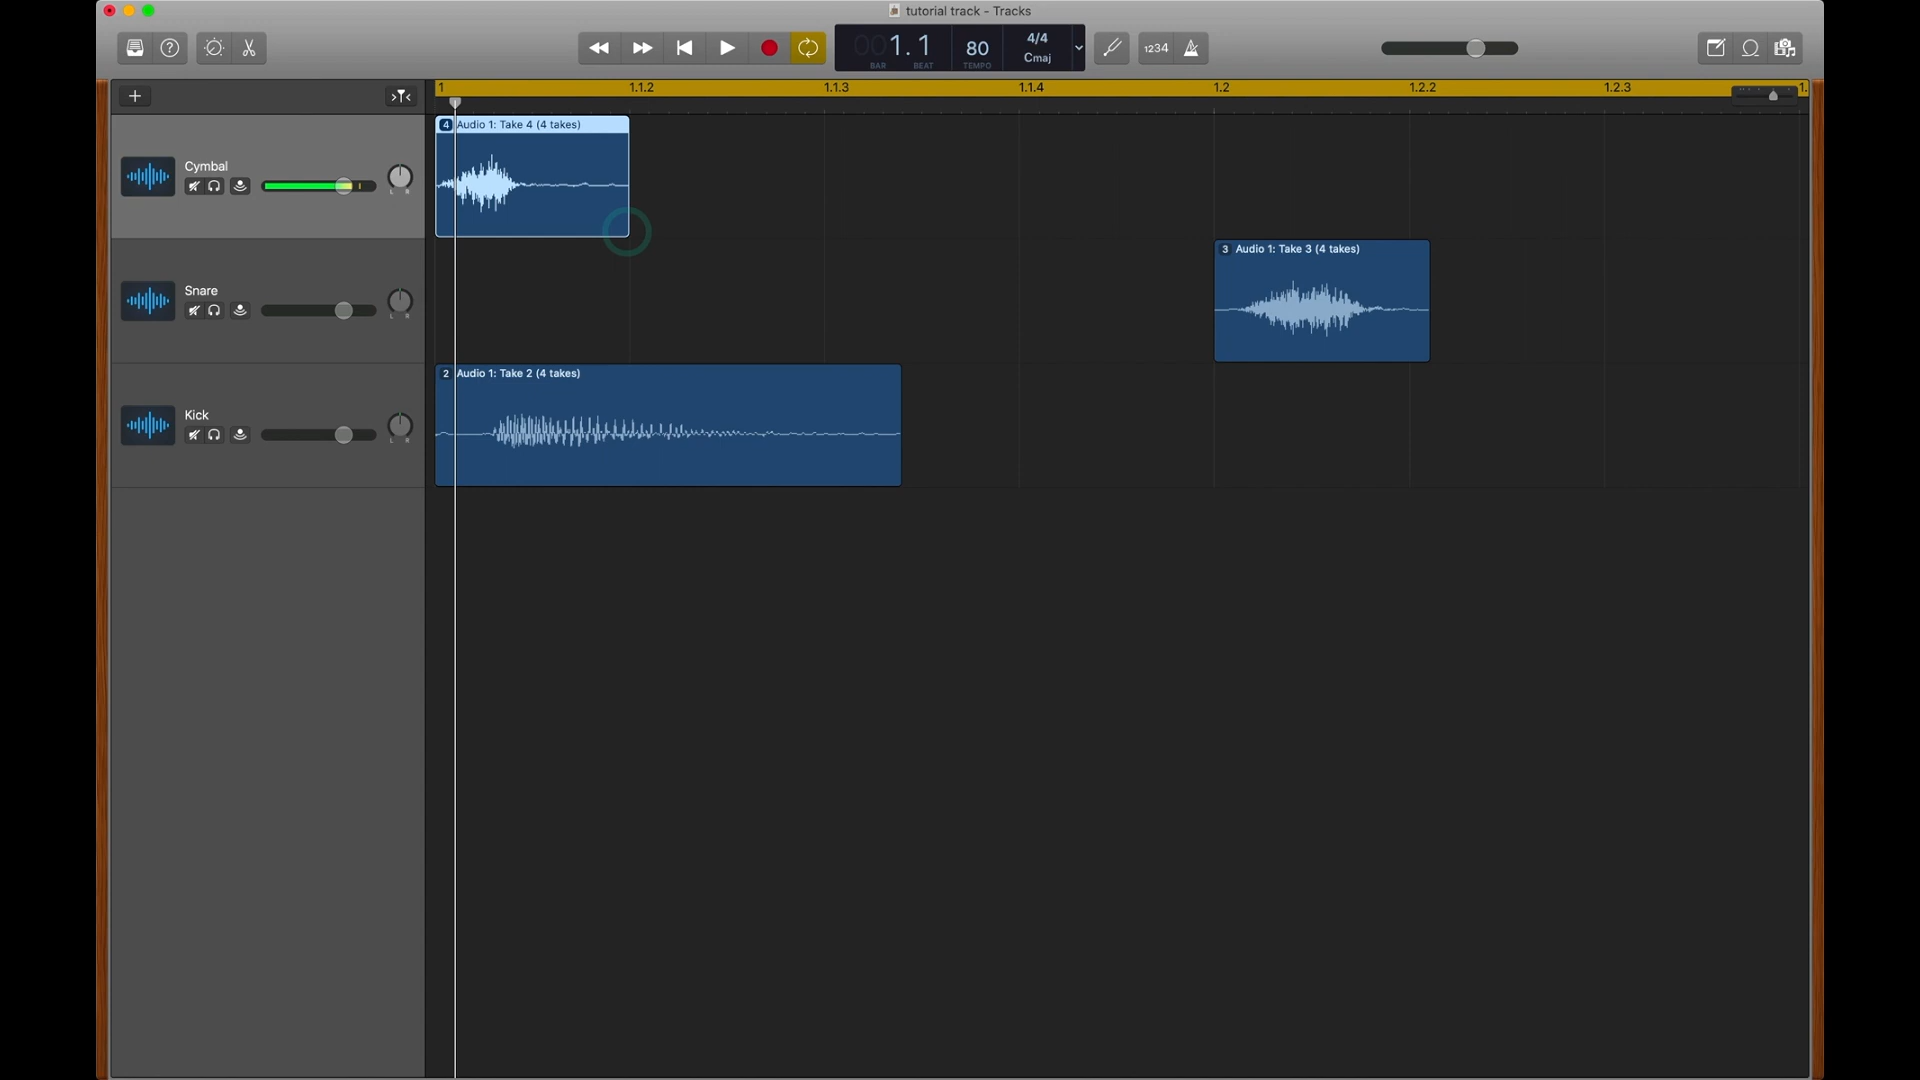 tutorial track - Tracks
001.1
BAR BEAT
80
TEMPO
4/4
Cmaj
1234
1 1.1.2 1.1.3 1.1.4 1.2 1.2.2 1.2.3 1.
4 Audio 1: Take 4 (4 takes)
Cymbal
L R
3 Audio 1: Take 3 (4 takes)
Snare
L R
2 Audio 1: Take 2 (4 takes)
Kick
L R